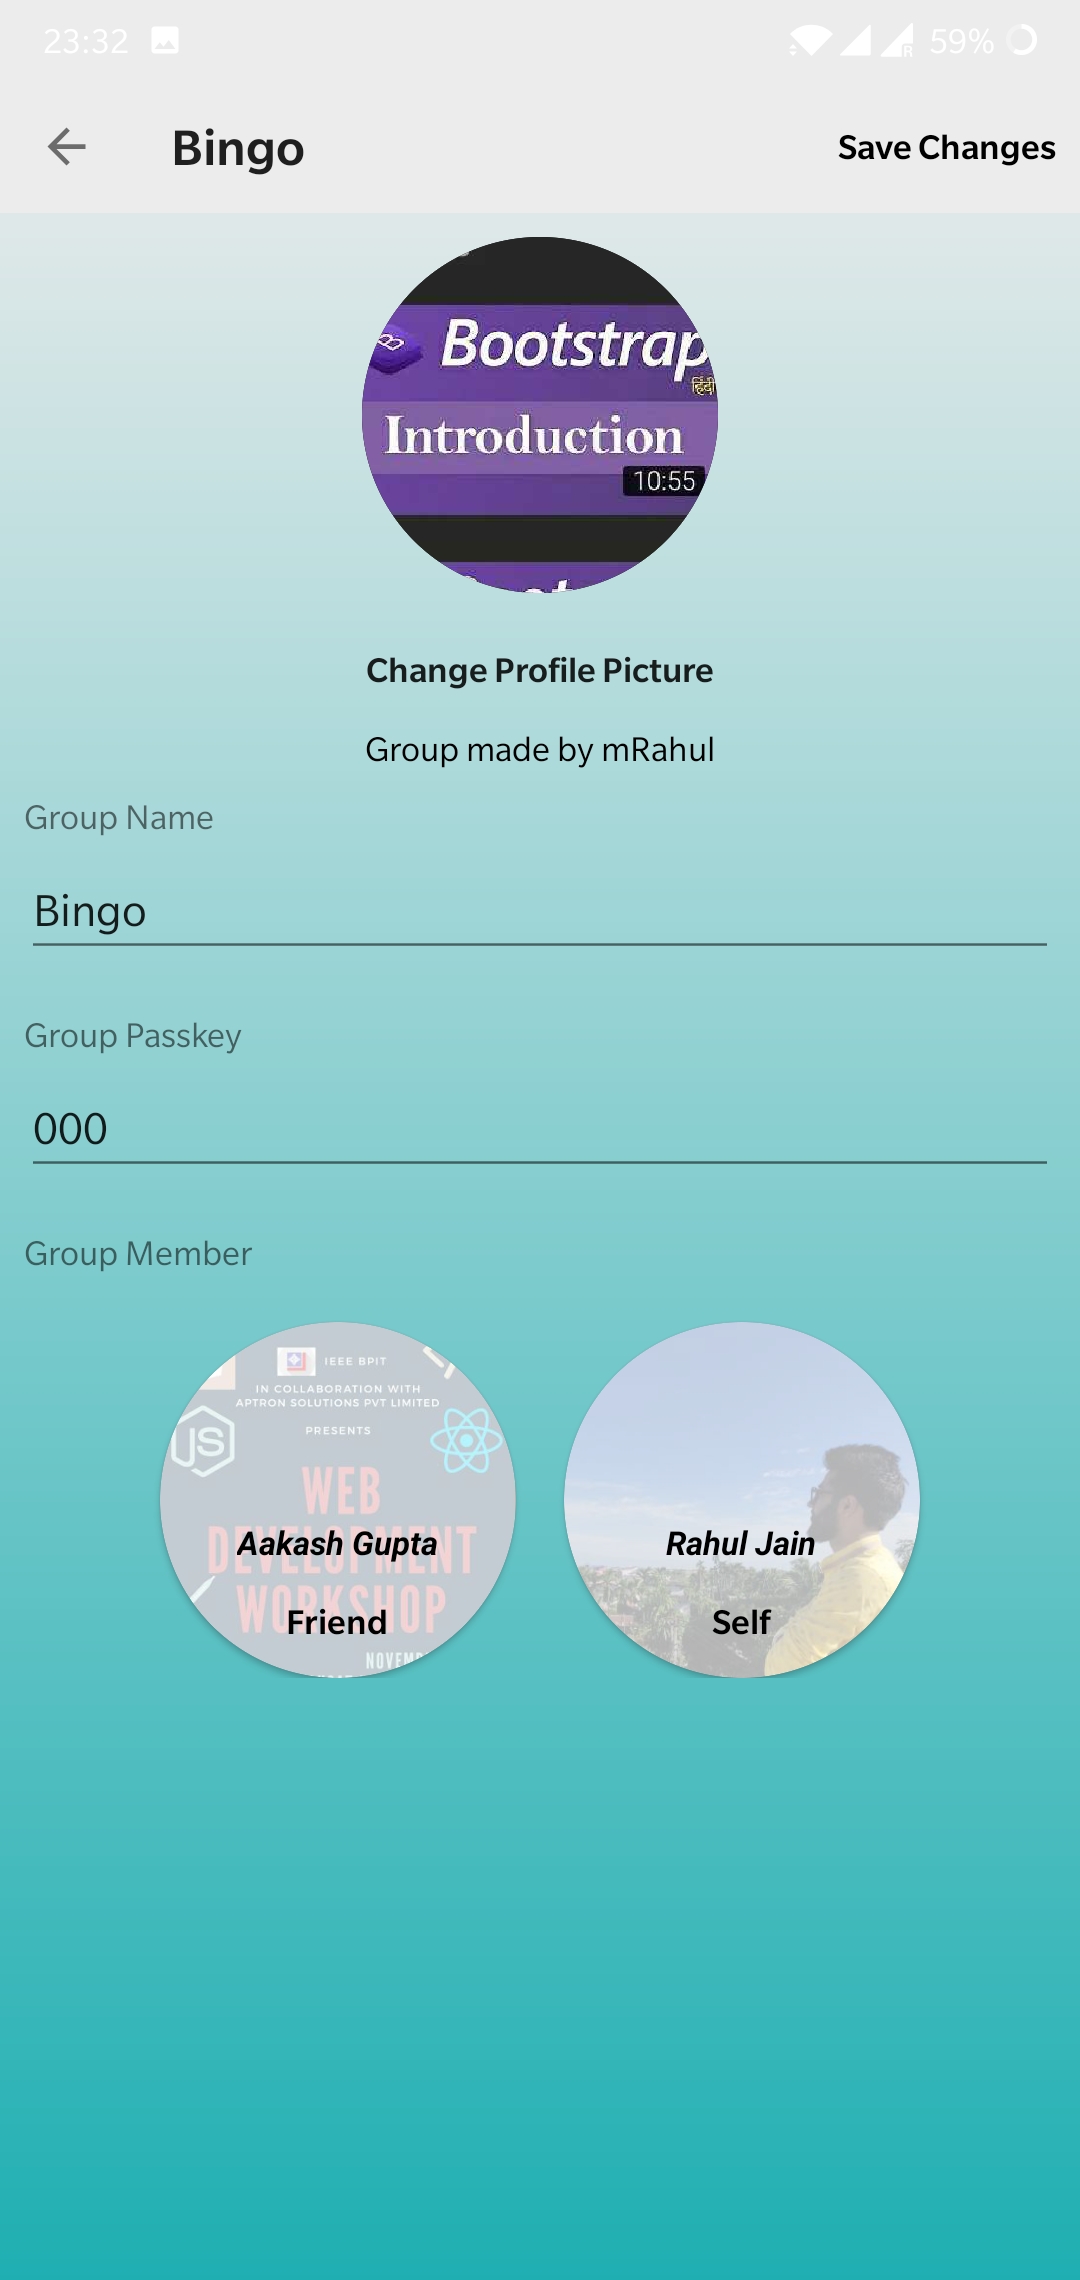 23:32
59%
R
Bingo
Save Changes
B Bootstrap
हिंदी
Introduction
10:55
Change Profile Picture
Group made by mRahul
Group Name
Bingo
Group Passkey
000
Group Member
IEEE BPIT
IN COLLABORATION WITH
APTRON SOLUTIONS PVT LIMITED
PRESENTS
JS
WEB
DEVELOPMENT
WORKSHOP
Aakash Gupta
Friend
Rahul Jain
Self